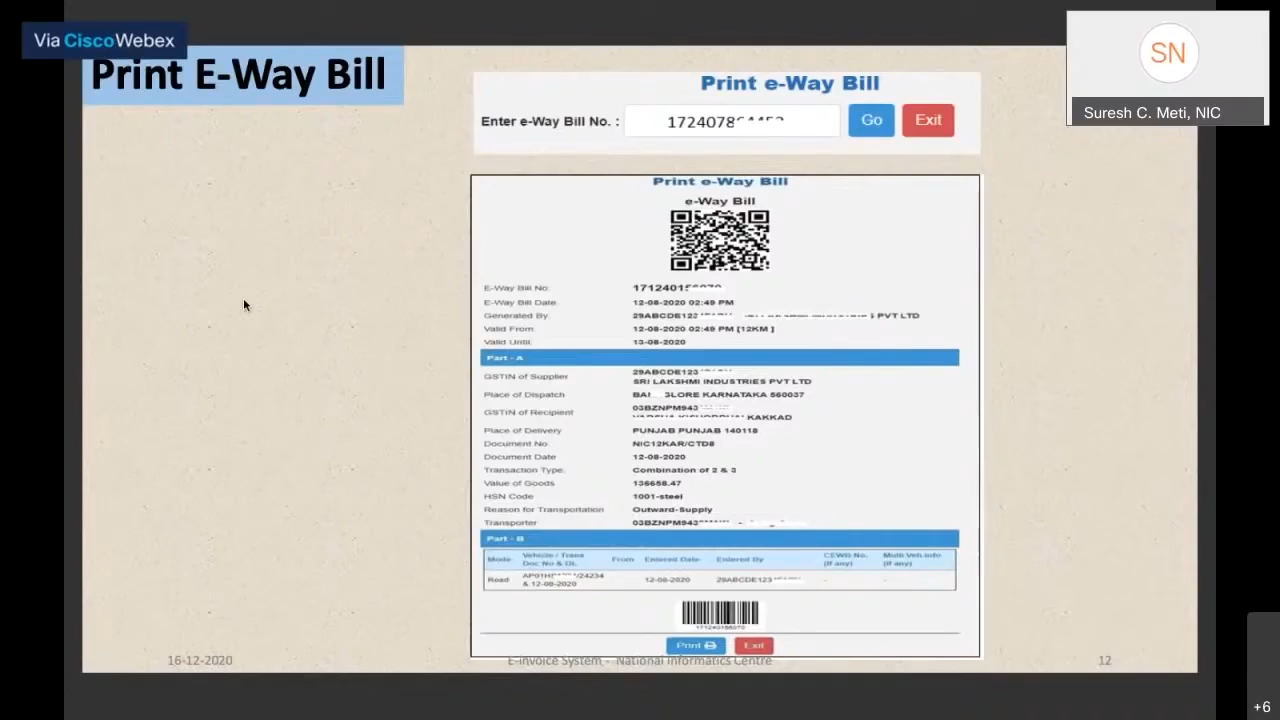 Via CiscoWebex
Print E-Way Bill
SN
Suresh C. Meti, NIC
Print e-Way Bill
Enter e-Way Bill No. :
Go
Exit
Print e-Way Bill
e-Way Bill
E-Way Bill No:
E-Way Bill Date:
12-08-2020 02:49 PM
Generated By:
29ABCDE123
PVT LTD
Valid From:
12-08-2020 02:49 PM [12KM ]
Valid Until:
13-08-2020
Part - A
GSTIN of Supplier
29ABCDE123
SRI LAKSHMI INDUSTRIES PVT LTD
Place of Dispatch
KARNATAKA 560037
GSTIN of Recipient
03BZNPM943
KAKKAD
Place of Delivery
PUNJAB PUNJAB 140118
Document No.
NIC12KAR/CTD8
Document Date
12-08-2020
Transaction Type:
Combination of 2 & 3
Value of Goods
136658.47
HSN Code
1001-steel
Reason for Transportation
Outward-Supply
Transporter
03BZNPM943
Part - B
Mode
Vehicle / Trans
Doc No & Dt.
From
Entered Date
Entered By
CEWB No.
(If any)
Multi Veh.Info
(If any)
Road
/24234
& 12-08-2020
12-08-2020
29ABCDE123
-
-
Print
Exit
16-12-2020
E-invoice System - National Informatics Centre
12
+6